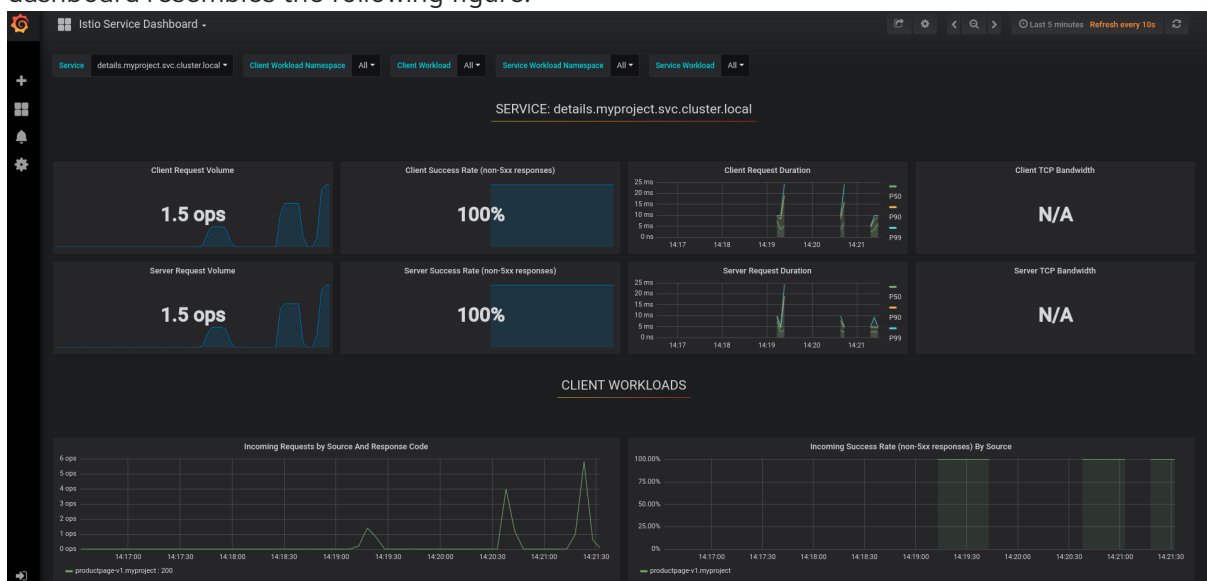 dashboard resembles the following figure:
Istio Service Dashboard
Last 5 minutes Refresh every 10s
Service details.myproject.svc.cluster.local Client Workload Namespace All Client Workload All Service Workload Namespace All Service Workload All
SERVICE: details.myproject.svc.cluster.local
Client Request Volume
1.5 ops
Client Success Rate (non-5xx responses)
100%
Client Request Duration
25 ms
20 ms
15 ms
10 ms
5 ms
0 ns
14:17 14:18 14:19 14:20 14:21
P50
P90
P99
Client TCP Bandwidth
N/A
Server Request Volume
1.5 ops
Server Success Rate (non-5xx responses)
100%
Server Request Duration
25 ms
20 ms
15 ms
10 ms
5 ms
0 ns
14:17 14:18 14:19 14:20 14:21
P50
P90
P99
Server TCP Bandwidth
N/A
CLIENT WORKLOADS
Incoming Requests by Source And Response Code
6 ops
5 ops
4 ops
3 ops
2 ops
1 ops
0 ops
14:17:00 14:17:30 14:18:00 14:18:30 14:19:00 14:19:30 14:20:00 14:20:30 14:21:00 14:21:30
productpage-v1.myproject : 200
Incoming Success Rate (non-5xx responses) By Source
100.00%
75.00%
50.00%
25.00%
0%
14:17:00 14:17:30 14:18:00 14:18:30 14:19:00 14:19:30 14:20:00 14:20:30 14:21:00 14:21:30
productpage-v1.myproject